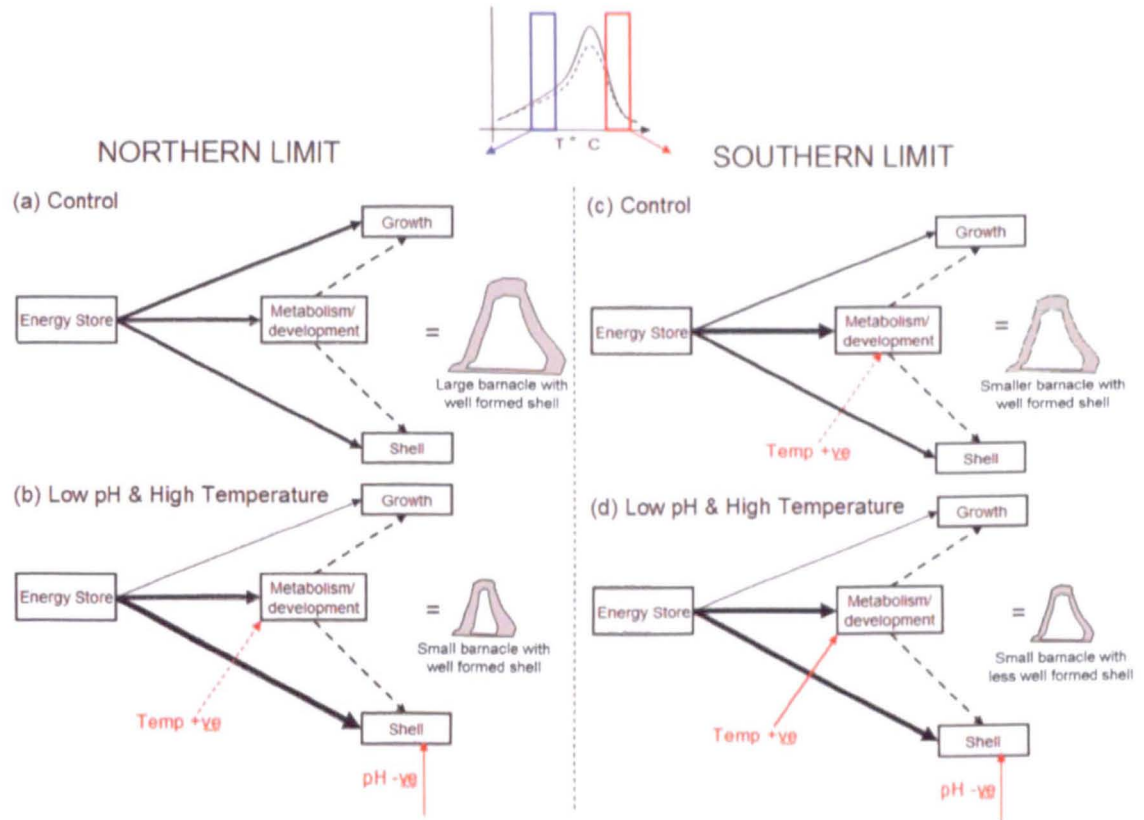 T° C
NORTHERN LIMIT
(a) Control
Growth
Energy Store
Metabolism/
development
=
Large barnacle with
well formed shell
Shell
(b) Low pH & High Temperature
Growth
Energy Store
Metabolism/
development
=
Small barnacle with
well formed shell
Temp +ve
Shell
pH -ve
SOUTHERN LIMIT
(c) Control
Growth
Energy Store
Metabolism/
development
=
Smaller barnacle with
well formed shell
Temp +ve
Shell
(d) Low pH & High Temperature
Growth
Energy Store
Metabolism/
development
=
Small barnacle with
less well formed shell
Temp +ve
Shell
pH -ve